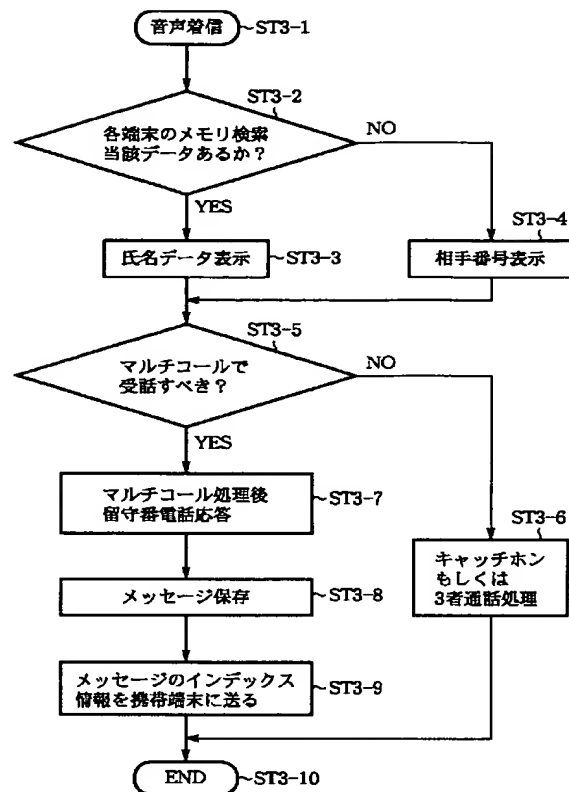 音声着信
ST3-1
ST3-2
各端末のメモリ検索
当該データあるか?
NO
YES
ST3-4
氏名データ表示
ST3-3
相手番号表示
ST3-5
マルチコールで
受話すべき?
NO
YES
マルチコール処理後
留守番電話応答
ST3-7
ST3-6
キャッチホン
もしくは
3者通話処理
メッセージ保存
ST3-8
メッセージのインデックス
情報を携帯端末に送る
ST3-9
END
ST3-10